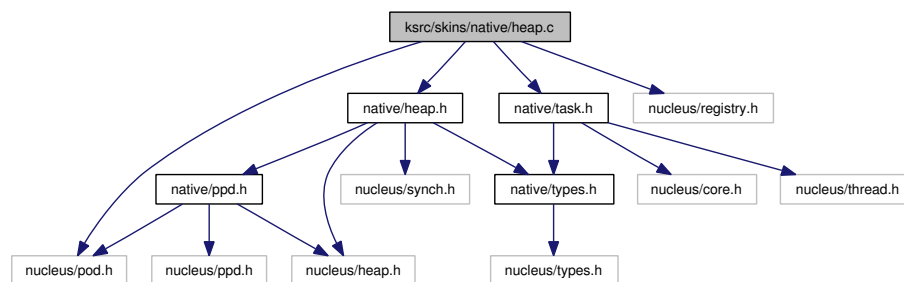 ksrc/skins/native/heap.c
native/heap.h
native/task.h
nucleus/registry.h
native/ppd.h
nucleus/synch.h
native/types.h
nucleus/core.h
nucleus/thread.h
nucleus/pod.h
nucleus/ppd.h
nucleus/heap.h
nucleus/types.h